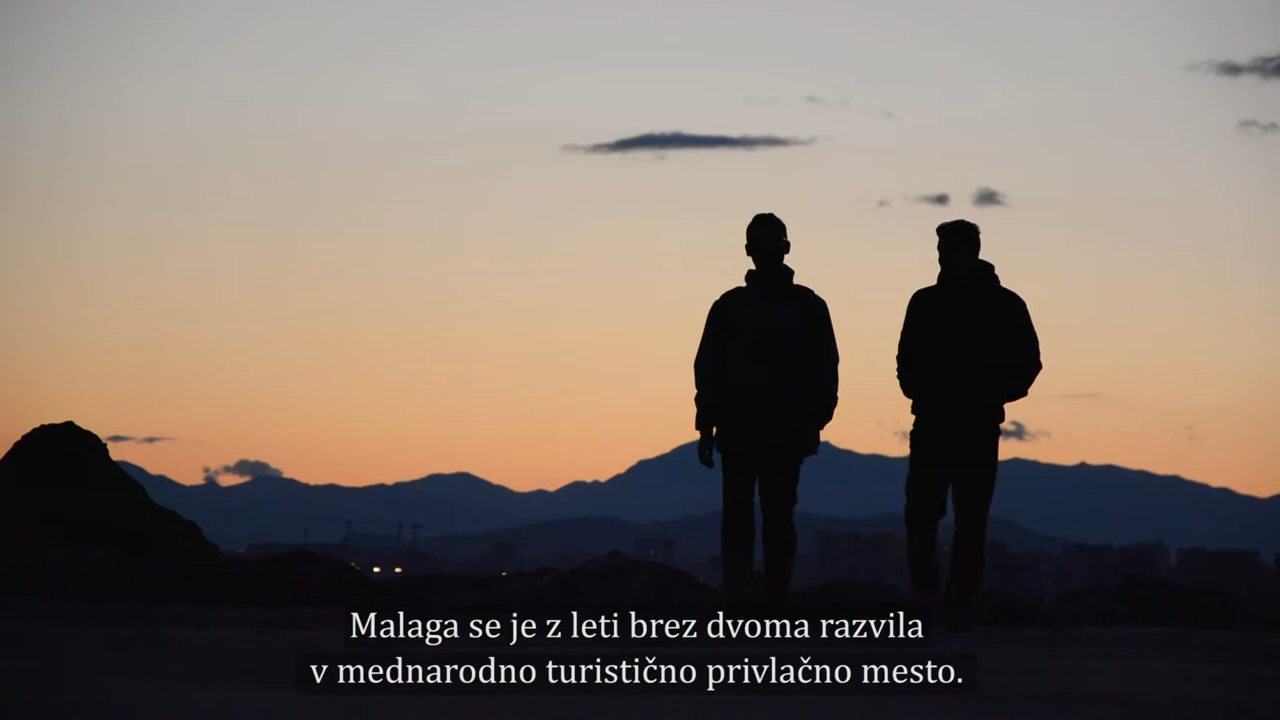 Malaga se je z leti brez dvoma razvila
v mednarodno turistično privlačno mesto.